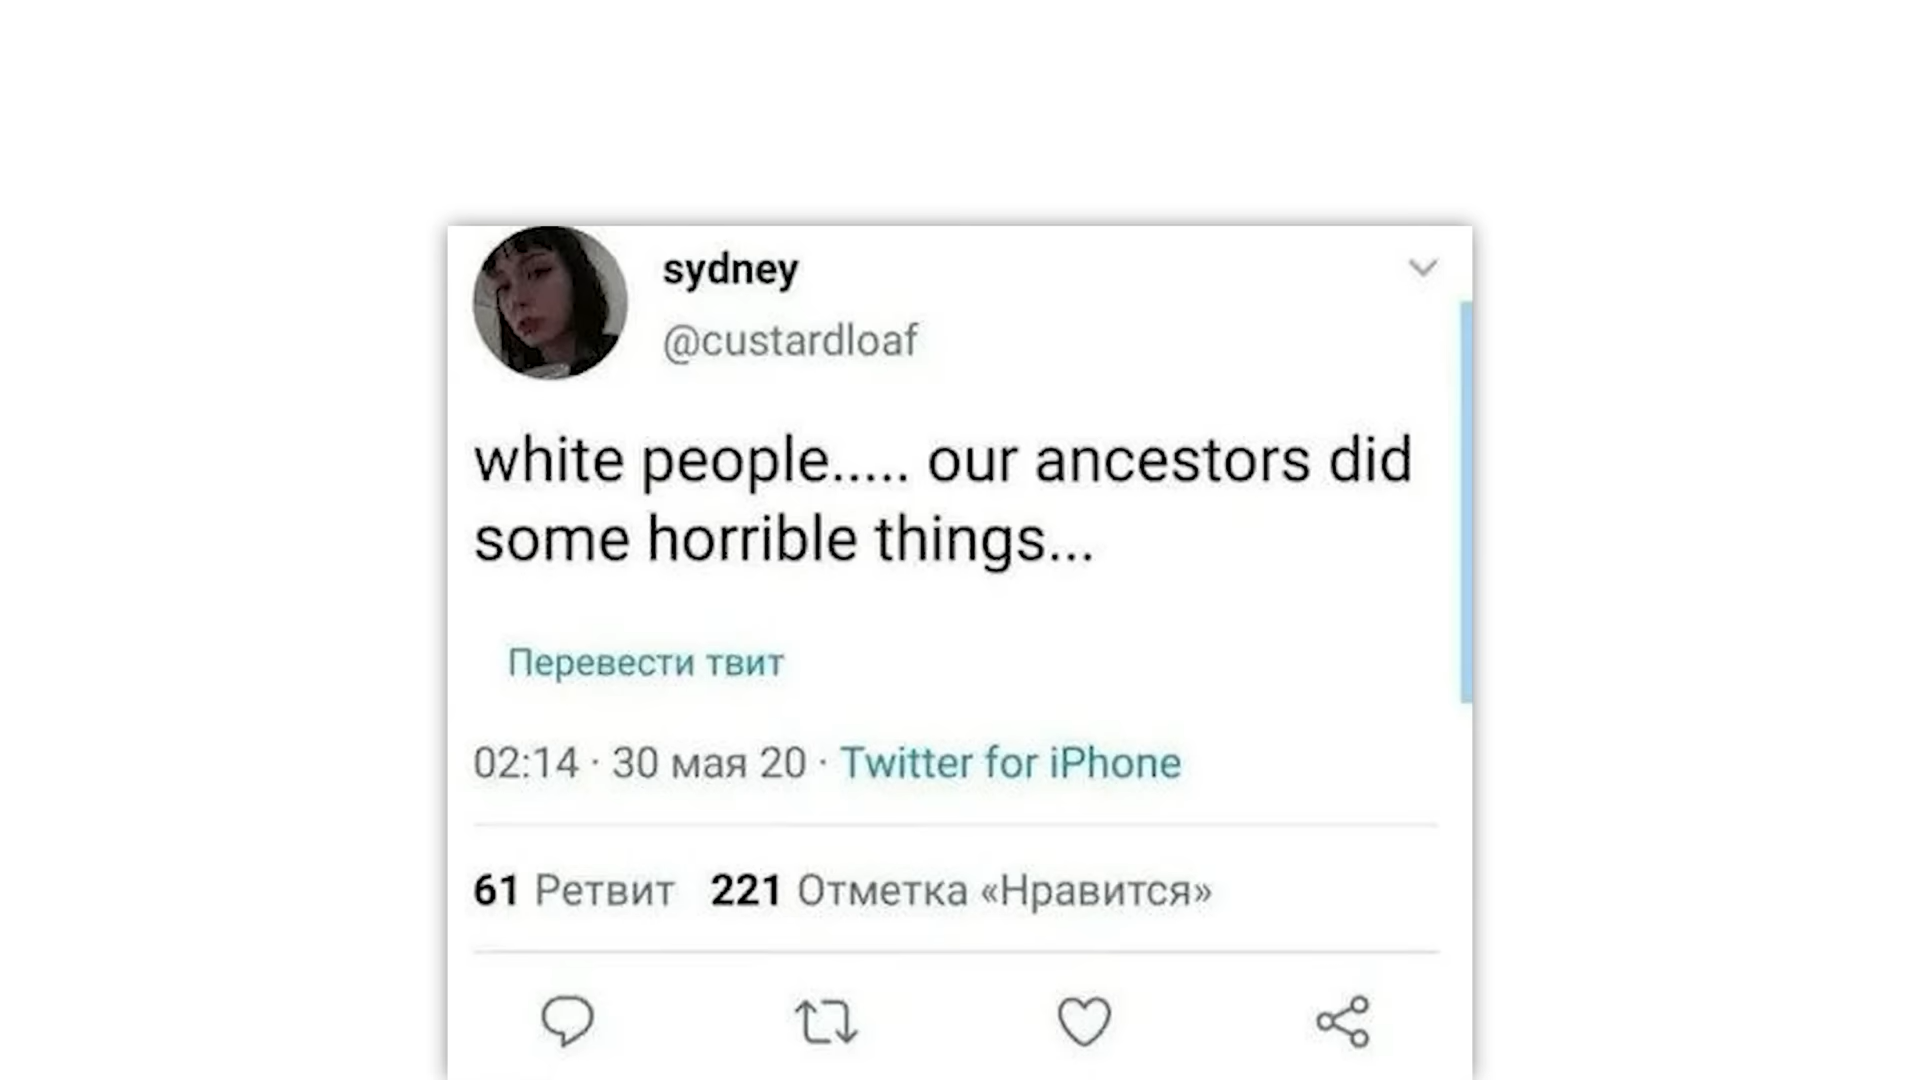 sydney
@custardloaf
white people..... our ancestors did
some horrible things...
Перевести твит
02:14 · 30 мая 20 · Twitter for iPhone
61 Ретвит 221 Отметка «Нравится»